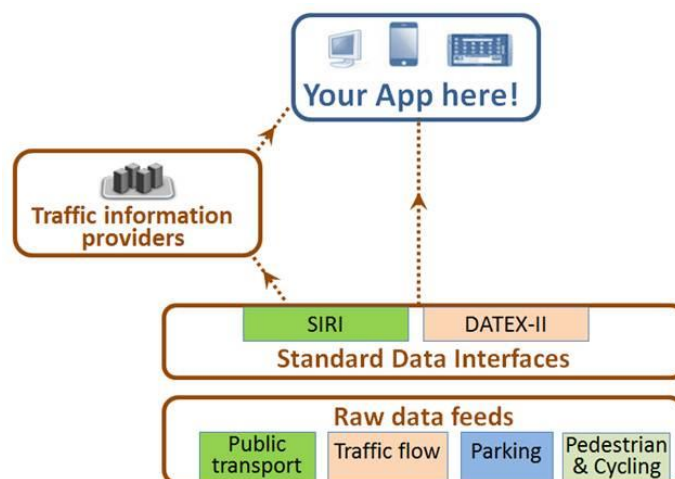 Your App here!
Traffic information
providers
SIRI
DATEX-II
Standard Data Interfaces
Raw data feeds
Public
transport
Traffic flow
Parking
Pedestrian
& Cycling